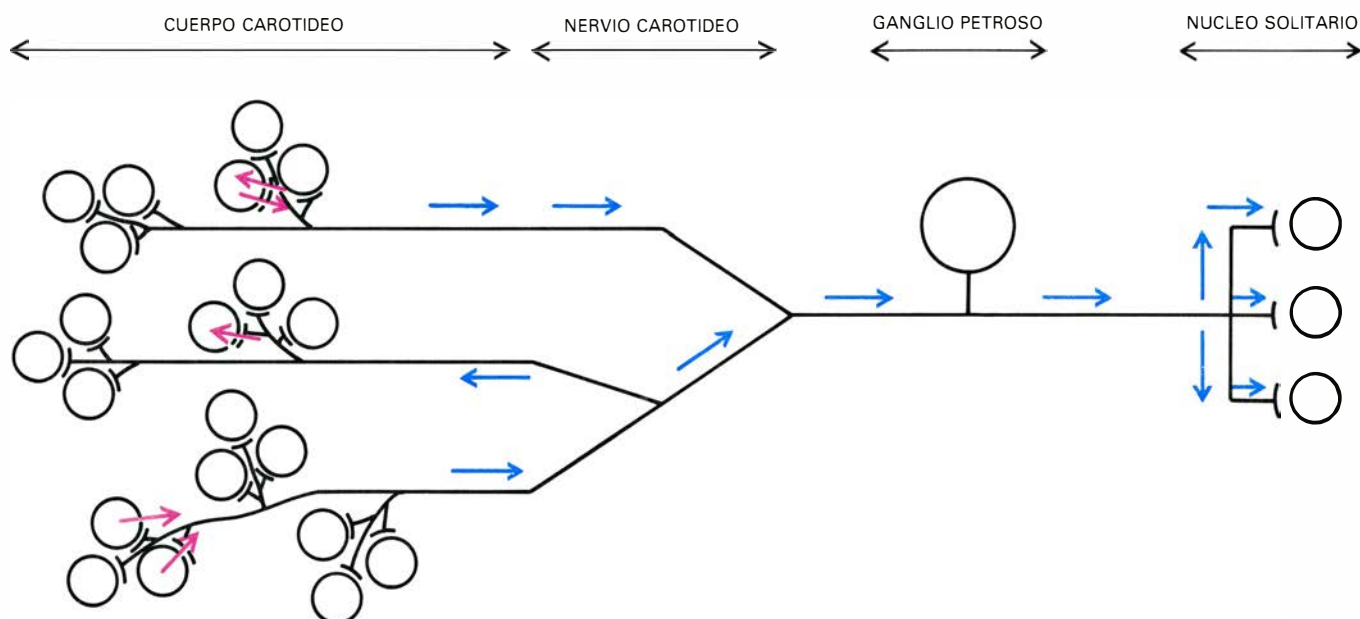 CUERPO CAROTIDEO
NERVIO CAROTIDEO
GANGLIO PETROSO
NUCLEO SOLITARIO